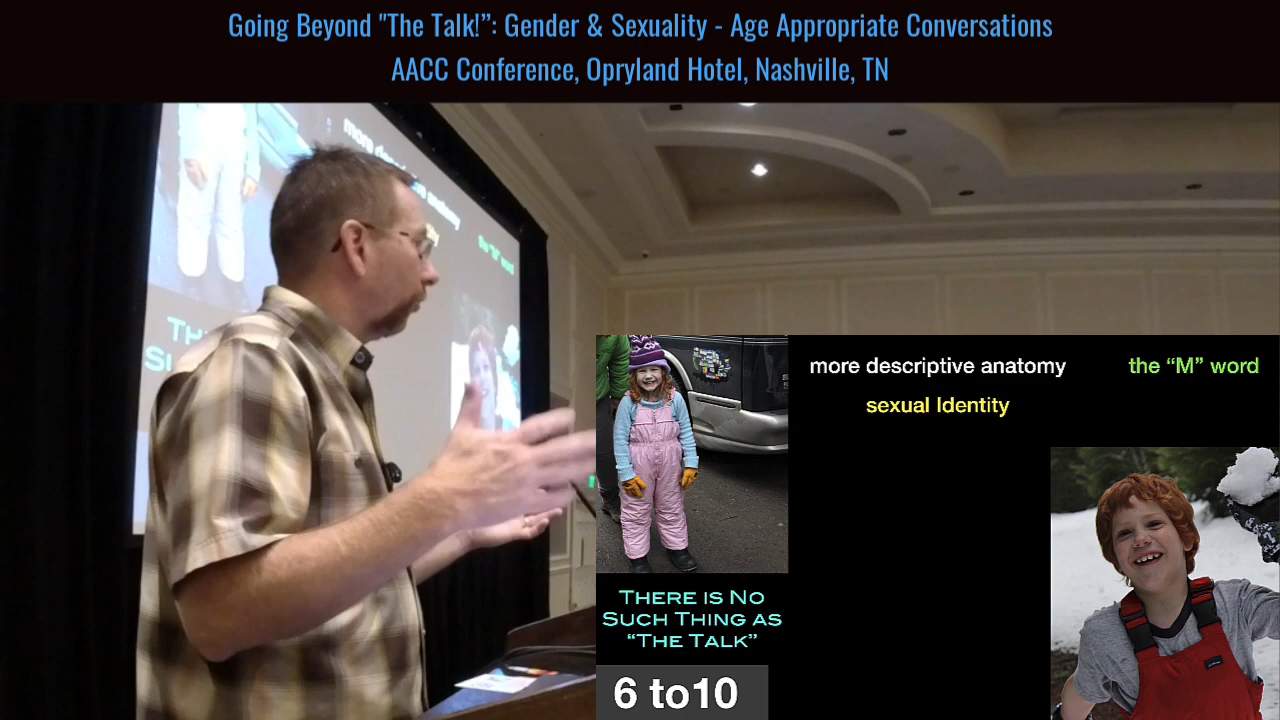 Going Beyond "The Talk!”: Gender & Sexuality - Age Appropriate Conversations
AACC Conference, Opryland Hotel, Nashville, TN
more descriptive anatomy
the “M” word
sexual Identity
THERE IS NO
SUCH THING AS
“THE TALK”
6 to10